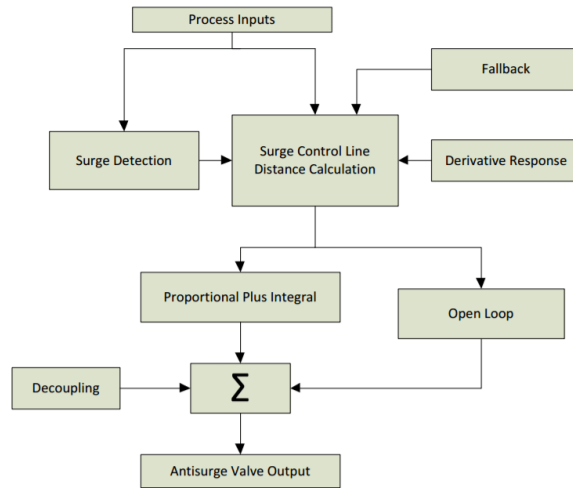 Process Inputs
Fallback
Surge Detection
Surge Control Line
Distance Calculation
Derivative Response
Proportional Plus Integral
Open Loop
Decoupling
Σ
Antisurge Valve Output